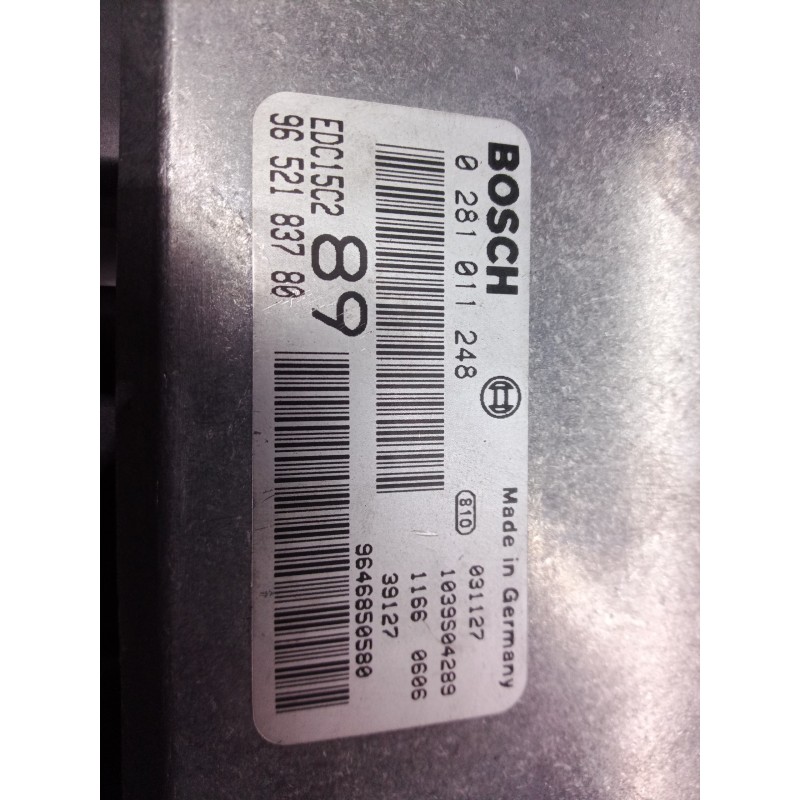 BOSCH
0 281 011 248
Made in Germany
810
031127
1039S04289
1166 0606
39127
EDC15C2
89
96 521 837 80
9646850580